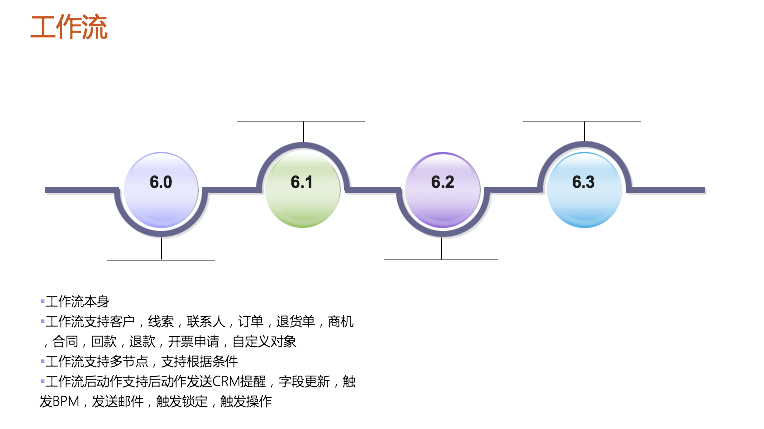 工作流
6.0
6.1
6.2
6.3
▪工作流本身
▪工作流支持客户，线索，联系人，订单，退货单，商机
，合同，回款，退款，开票申请，自定义对象
▪工作流支持多节点，支持根据条件
▪工作流后动作支持后动作发送CRM提醒，字段更新，触
发BPM，发送邮件，触发锁定，触发操作